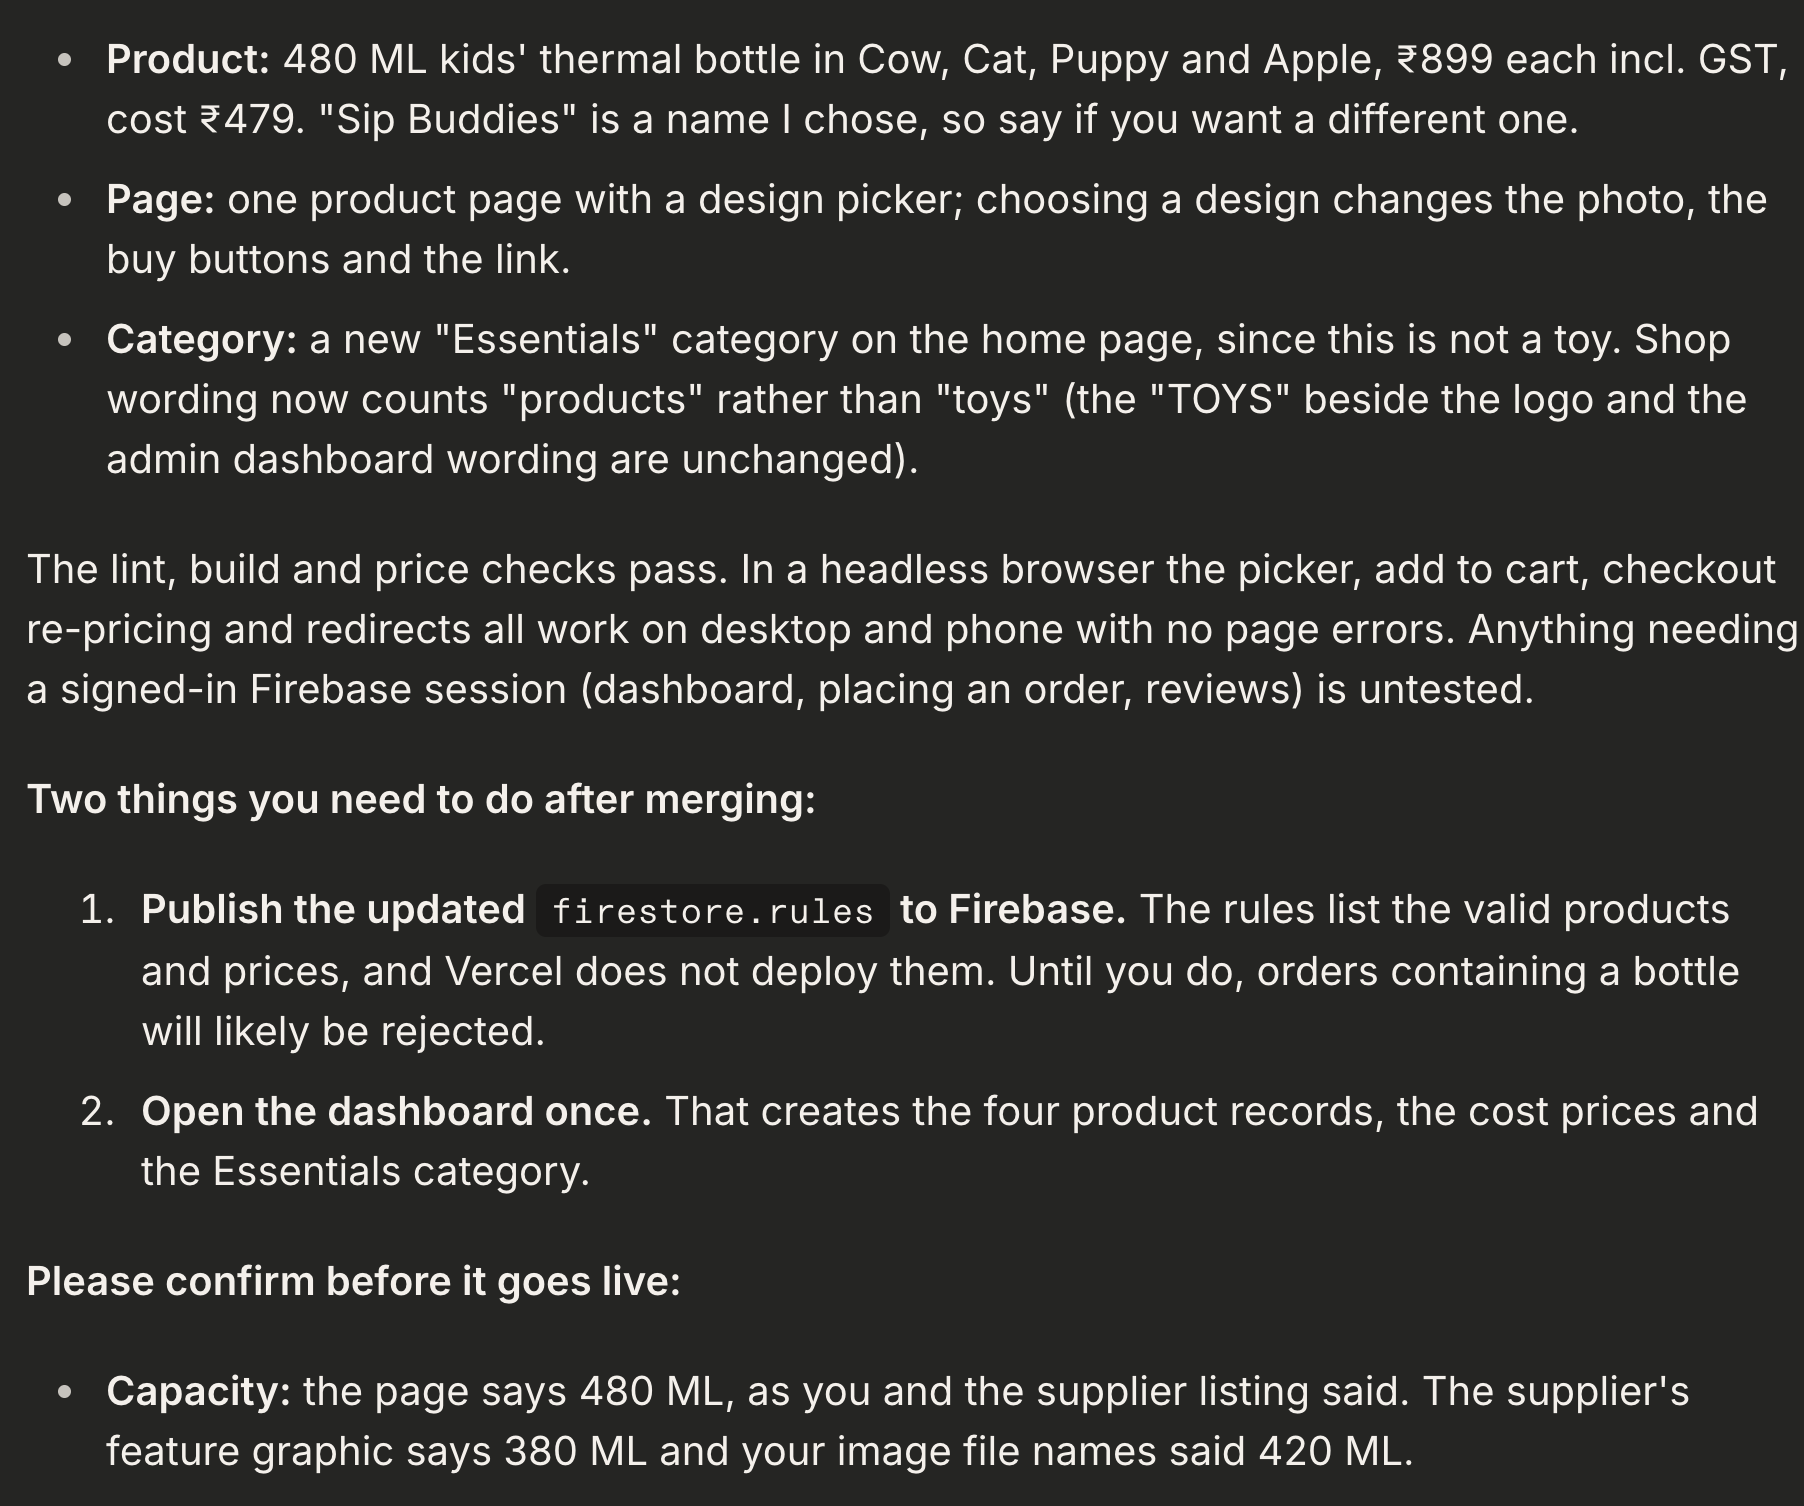 • Product: 480 ML kids' thermal bottle in Cow, Cat, Puppy and Apple, ₹899 each incl. GST,
cost ₹479. "Sip Buddies" is a name I chose, so say if you want a different one.
• Page: one product page with a design picker; choosing a design changes the photo, the
buy buttons and the link.
• Category: a new "Essentials" category on the home page, since this is not a toy. Shop
wording now counts "products" rather than "toys" (the "TOYS" beside the logo and the
admin dashboard wording are unchanged).
The lint, build and price checks pass. In a headless browser the picker, add to cart, checkout
re-pricing and redirects all work on desktop and phone with no page errors. Anything needing
a signed-in Firebase session (dashboard, placing an order, reviews) is untested.
Two things you need to do after merging:
1. Publish the updated firestore.rules to Firebase. The rules list the valid products
and prices, and Vercel does not deploy them. Until you do, orders containing a bottle
will likely be rejected.
2. Open the dashboard once. That creates the four product records, the cost prices and
the Essentials category.
Please confirm before it goes live:
• Capacity: the page says 480 ML, as you and the supplier listing said. The supplier's
feature graphic says 380 ML and your image file names said 420 ML.